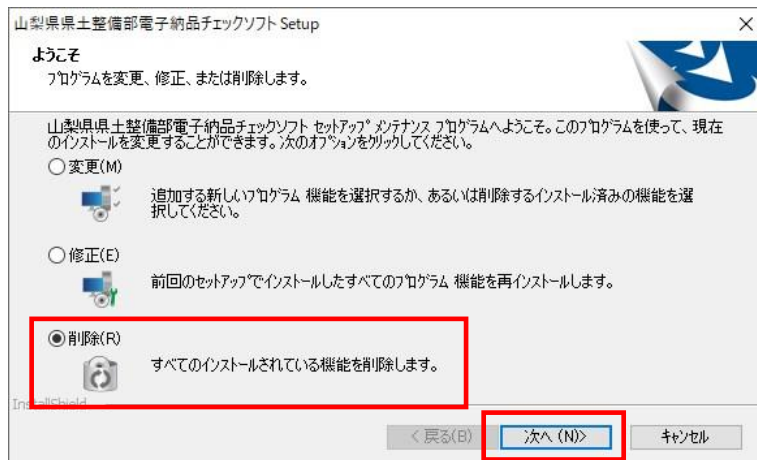 山梨県県土整備部電子納品チェックソフト Setup
ようこそ
プログラムを変更、修正、または削除します。
山梨県県土整備部電子納品チェックソフト セットアップ メンテナンス プログラムへようこそ。このプログラムを使って、現在
のインストールを変更することができます。次のオプションをクリックしてください。
変更(M)
追加する新しいプログラム 機能を選択するか、あるいは削除するインストール済みの機能を選
択してください。
修正(E)
前回のセットアップでインストールしたすべてのプログラム 機能を再インストールします。
削除(R)
すべてのインストールされている機能を削除します。
InstallShield
< 戻る(B)
次へ (N)>
キャンセル